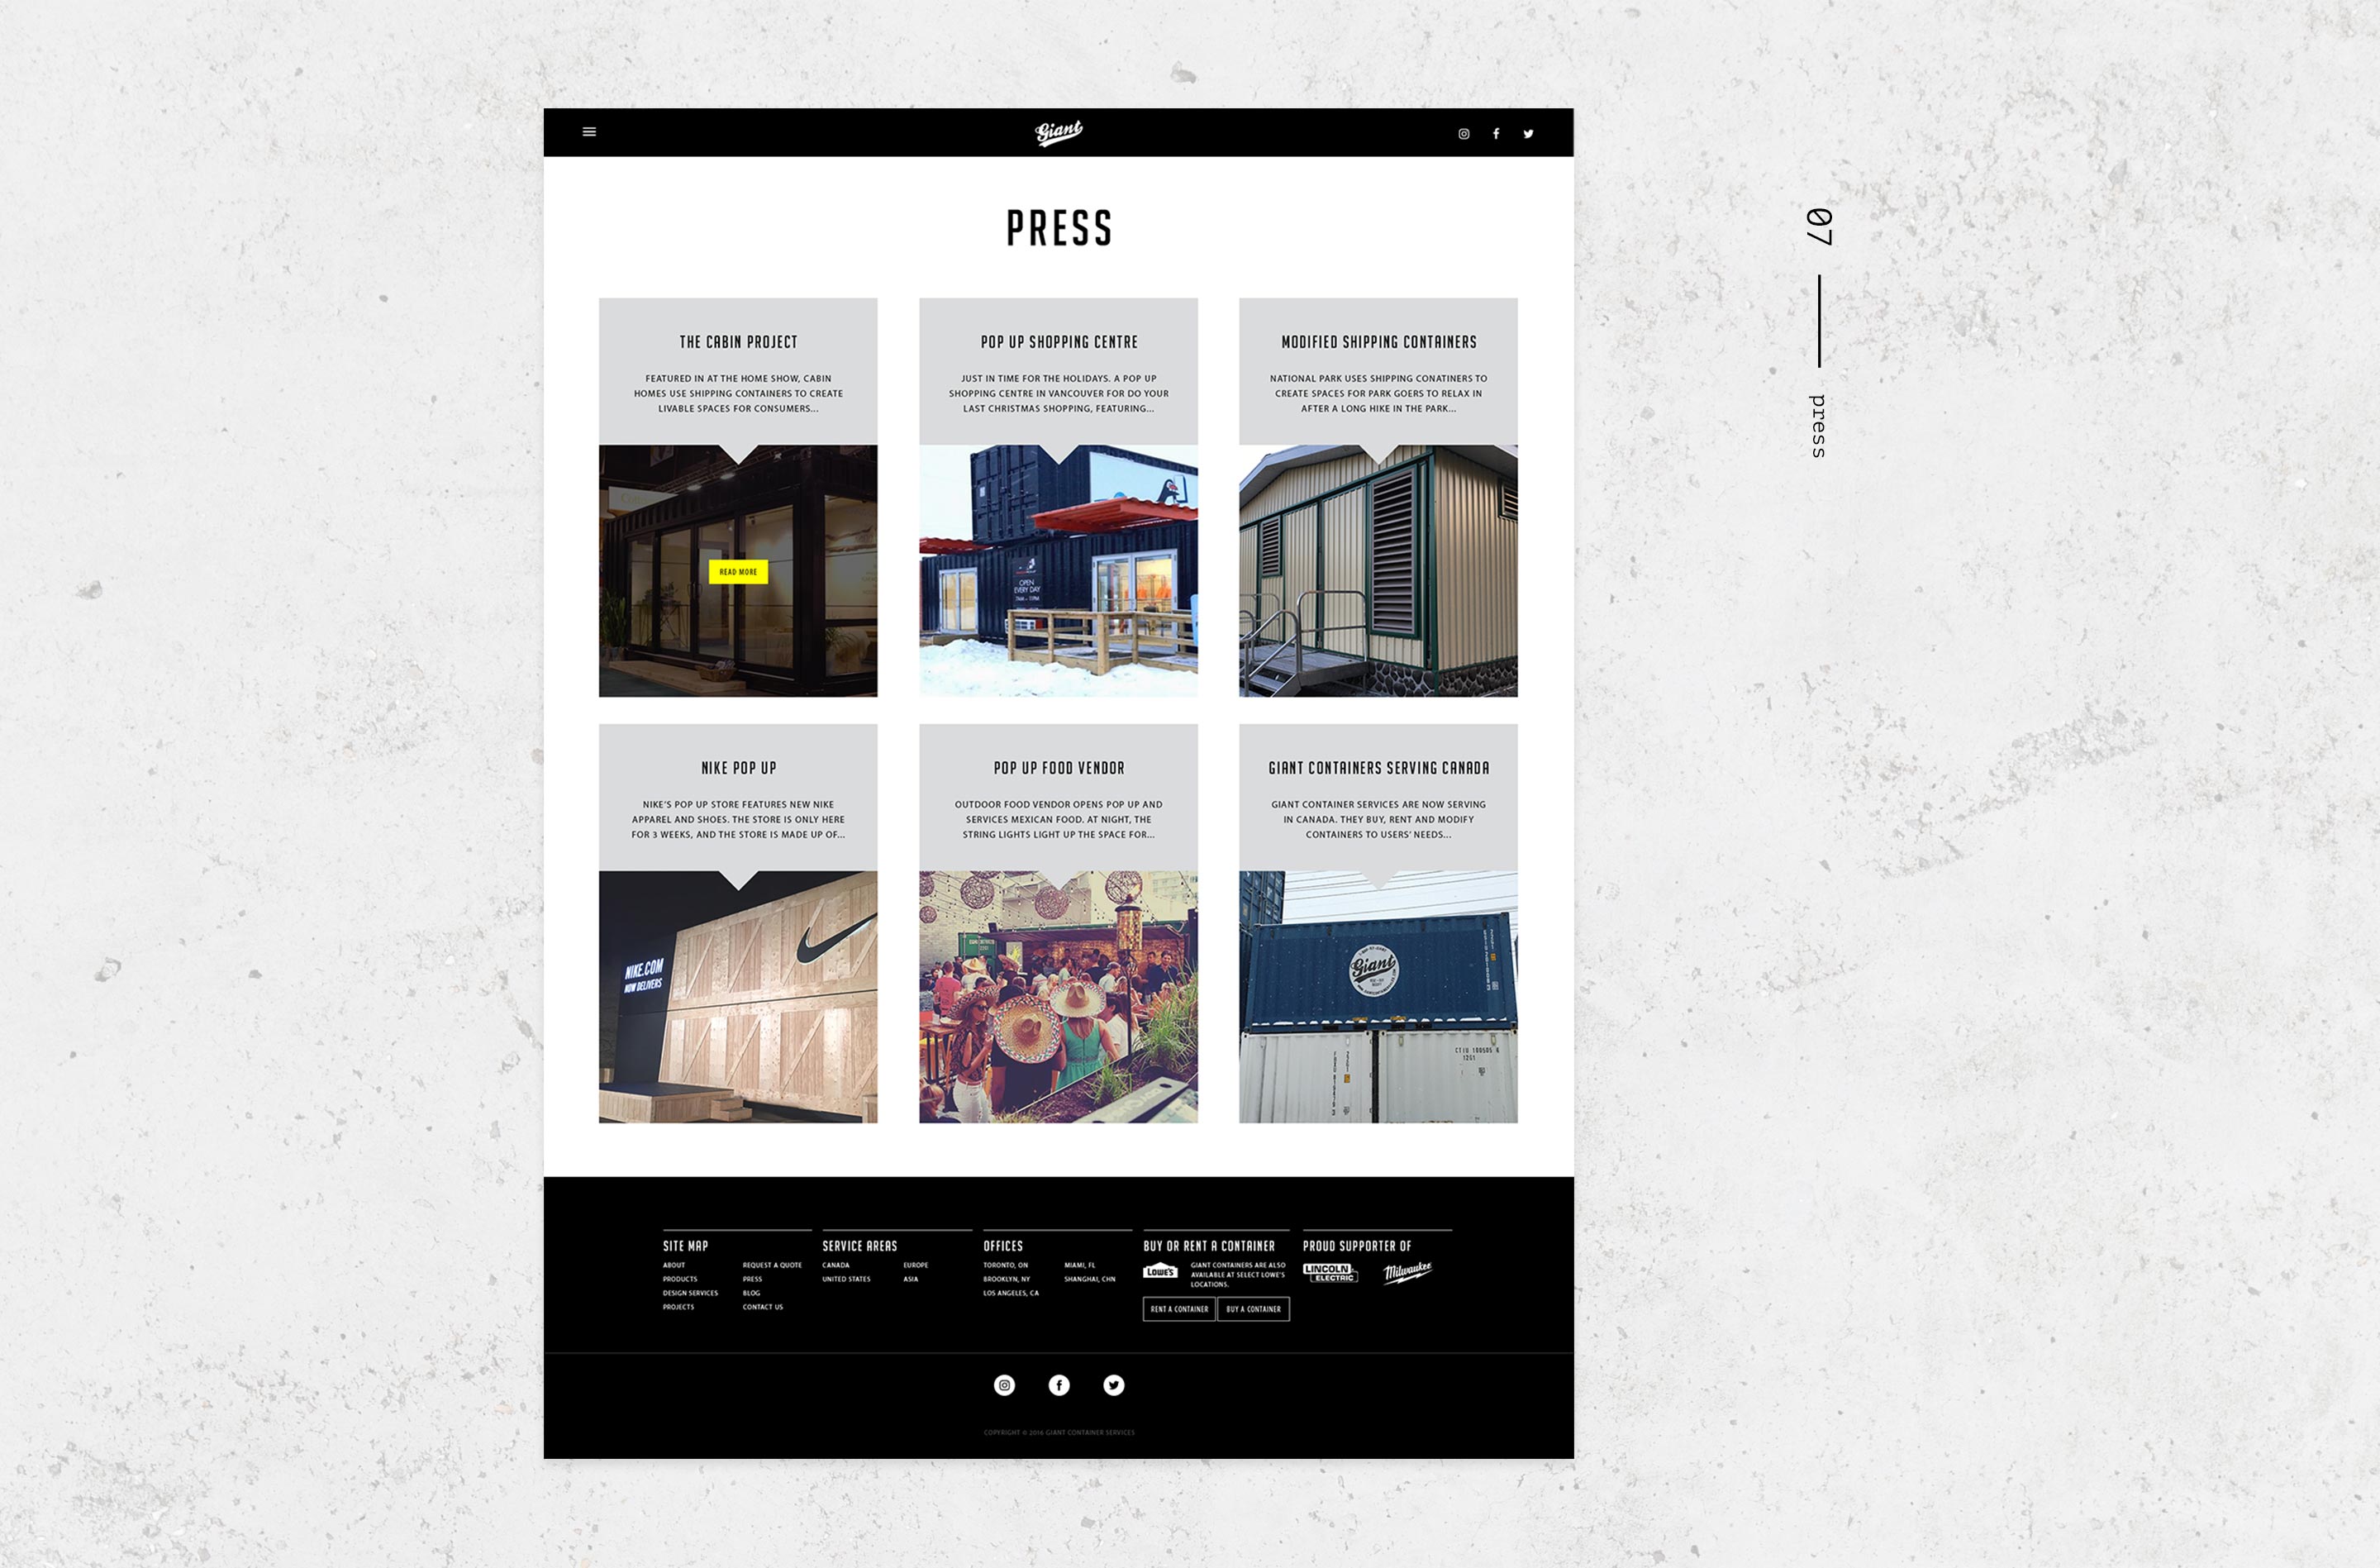 Giant
PRESS
THE CABIN PROJECT
FEATURED IN AT THE HOME SHOW, CABIN
HOMES USE SHIPPING CONTAINERS TO CREATE
LIVABLE SPACES FOR CONSUMERS...
READ MORE
POP UP SHOPPING CENTRE
JUST IN TIME FOR THE HOLIDAYS. A POP UP
SHOPPING CENTRE IN VANCOUVER FOR DO YOUR
LAST CHRISTMAS SHOPPING, FEATURING...
OPEN
EVERY DAY
MODIFIED SHIPPING CONTAINERS
NATIONAL PARK USES SHIPPING CONATINERS TO
CREATE SPACES FOR PARK GOERS TO RELAX IN
AFTER A LONG HIKE IN THE PARK...
NIKE POP UP
NIKE'S POP UP STORE FEATURES NEW NIKE
APPAREL AND SHOES. THE STORE IS ONLY HERE
FOR 3 WEEKS, AND THE STORE IS MADE UP OF...
NIKE.COM
NOW DELIVERS
POP UP FOOD VENDOR
OUTDOOR FOOD VENDOR OPENS POP UP AND
SERVICES MEXICAN FOOD. AT NIGHT, THE
STRING LIGHTS LIGHT UP THE SPACE FOR...
GIANT CONTAINERS SERVING CANADA
GIANT CONTAINER SERVICES ARE NOW SERVING
IN CANADA. THEY BUY, RENT AND MODIFY
CONTAINERS TO USERS' NEEDS...
Giant
SITE MAP
ABOUT
PRODUCTS
DESIGN SERVICES
PROJECTS
REQUEST A QUOTE
PRESS
BLOG
CONTACT US
SERVICE AREAS
CANADA
UNITED STATES
EUROPE
ASIA
OFFICES
TORONTO, ON
BROOKLYN, NY
LOS ANGELES, CA
MIAMI, FL
SHANGHAI, CHN
BUY OR RENT A CONTAINER
LOWE'S
GIANT CONTAINERS ARE ALSO
AVAILABLE AT SELECT LOWE'S
LOCATIONS.
RENT A CONTAINER
BUY A CONTAINER
PROUD SUPPORTER OF
LINCOLN
ELECTRIC
Milwaukee
COPYRIGHT © 2016 GIANT CONTAINER SERVICES
07
press